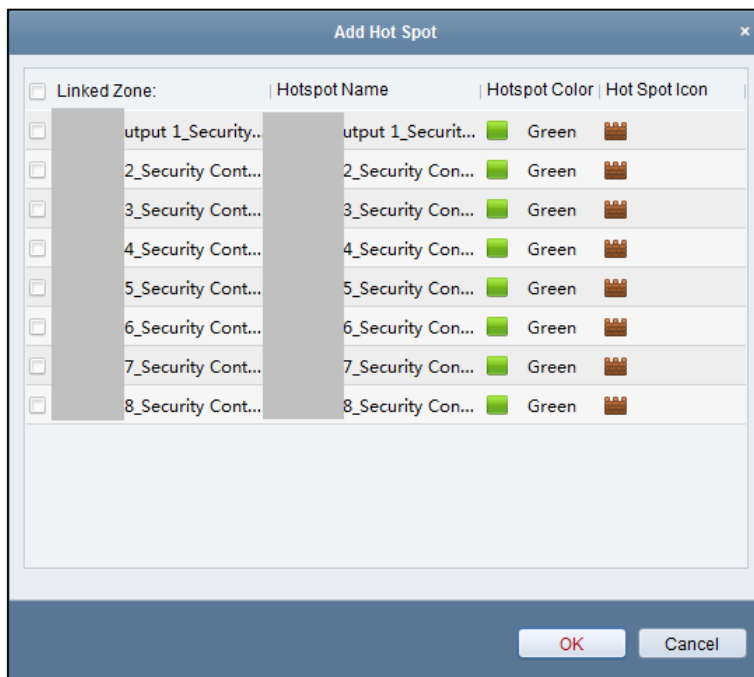 Add Hot Spot ×
Linked Zone: Hotspot Name Hotspot Color Hot Spot Icon
utput 1_Security... utput 1_Securit... Green
2_Security Cont... 2_Security Con... Green
3_Security Cont... 3_Security Con... Green
4_Security Cont... 4_Security Con... Green
5_Security Cont... 5_Security Con... Green
6_Security Cont... 6_Security Con... Green
7_Security Cont... 7_Security Con... Green
8_Security Cont... 8_Security Con... Green
OK Cancel